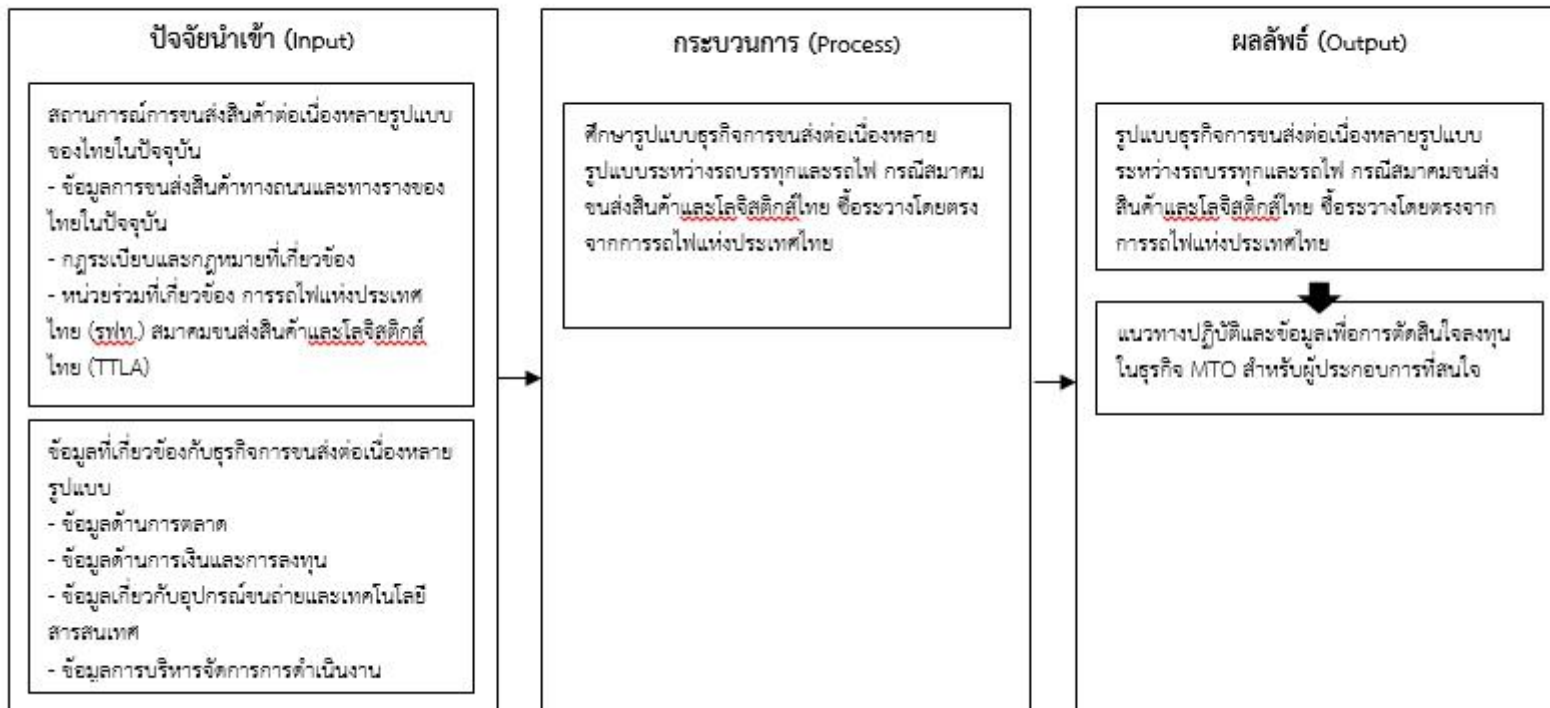 ปัจจัยนำเข้า (Input)
สถานการณ์การขนส่งสินค้าต่อเนื่องหลายรูปแบบ
ของไทยในปัจจุบัน
- ข้อมูลการขนส่งสินค้าทางถนนและทางรางของ
ไทยในปัจจุบัน
- กฎระเบียบและกฎหมายที่เกี่ยวข้อง
- หน่วยร่วมที่เกี่ยวข้อง การรถไฟแห่งประเทศ
ไทย (รฟท.) สมาคมขนส่งสินค้าและโลจิสติกส์
ไทย (TTLA)
ข้อมูลที่เกี่ยวข้องกับธุรกิจการขนส่งต่อเนื่องหลาย
รูปแบบ
- ข้อมูลด้านการตลาด
- ข้อมูลด้านการเงินและการลงทุน
- ข้อมูลเกี่ยวกับอุปกรณ์ขนถ่ายและเทคโนโลยี
สารสนเทศ
- ข้อมูลการบริหารจัดการการดำเนินงาน
กระบวนการ (Process)
ศึกษารูปแบบธุรกิจการขนส่งต่อเนื่องหลาย
รูปแบบระหว่างรถบรรทุกและรถไฟ กรณีสมาคม
ขนส่งสินค้าและโลจิสติกส์ไทย ซื้อระวางโดยตรง
จากการรถไฟแห่งประเทศไทย
ผลลัพธ์ (Output)
รูปแบบธุรกิจการขนส่งต่อเนื่องหลายรูปแบบ
ระหว่างรถบรรทุกและรถไฟ กรณีสมาคมขนส่ง
สินค้าและโลจิสติกส์ไทย ซื้อระวางโดยตรงจาก
การรถไฟแห่งประเทศไทย
แนวทางปฏิบัติและข้อมูลเพื่อการตัดสินใจลงทุน
ในธุรกิจ MTO สำหรับผู้ประกอบการที่สนใจ